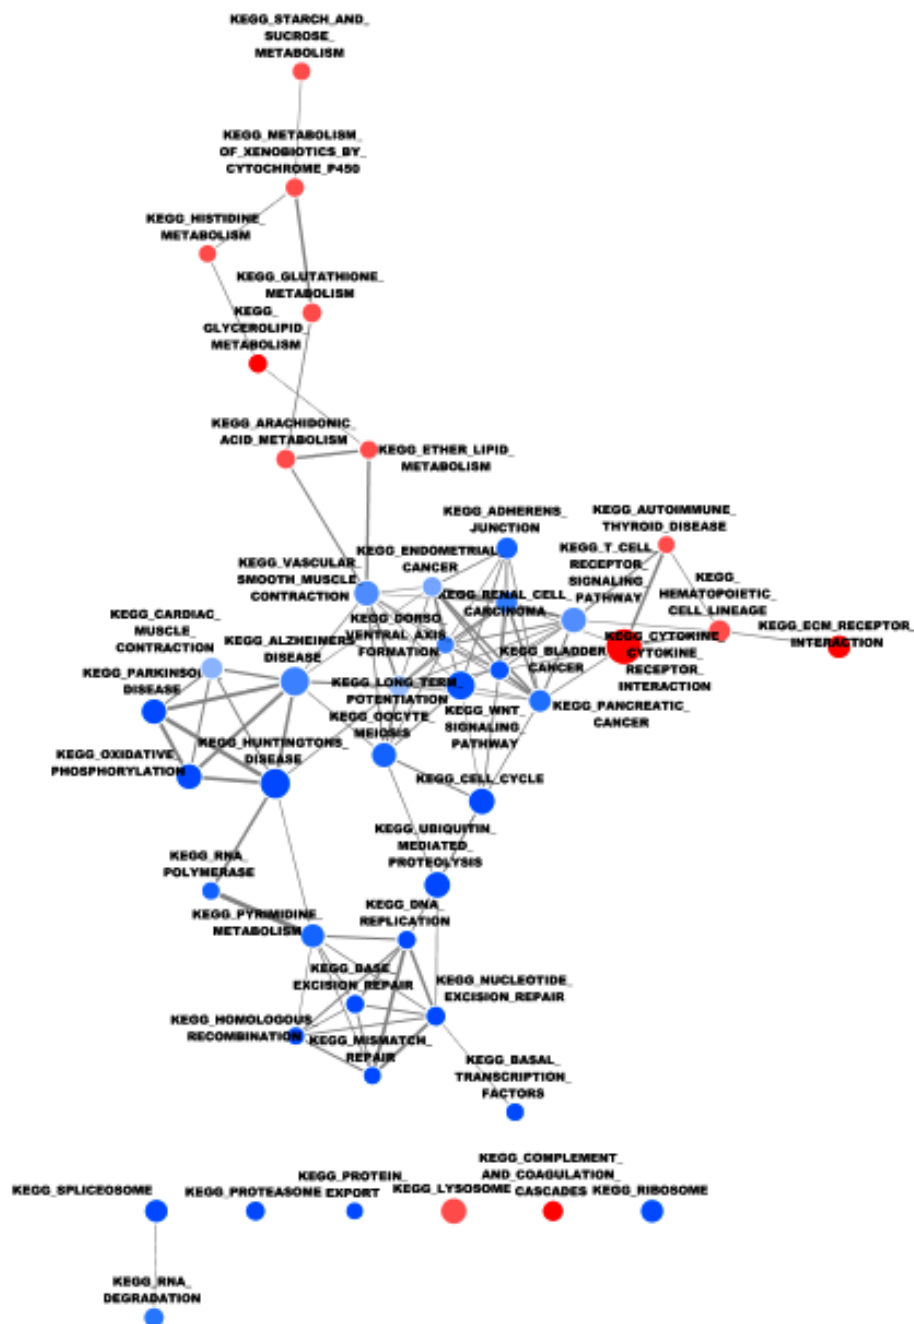 KEGG_STARCH_AND_
SUCROSE_
METABOLISM
KEGG_METABOLISM_
OF_XENOBIOTICS_BY_
CYTOCHROME_P450
KEGG_HISTIDINE_
METABOLISM
KEGG_GLUTATHIONE_
METABOLISM
KEGG_
GLYCEROLIPID_
METABOLISM
KEGG_ARACHIDONIC_
ACID_METABOLISM
KEGG_ETHER_LIPID_
METABOLISM
KEGG_ADHERENS_
JUNCTION
KEGG_AUTOIMMUNE_
THYROID_DISEASE
KEGG_VASCULAR_
SMOOTH_MUSCLE_
CONTRACTION
KEGG_ENDOMETRIAL_
CANCER
KEGG_T_CELL_
RECEPTOR_
SIGNALING_
PATHWAY
KEGG_
HEMATOPOIETIC_
CELL_LINEAGE
KEGG_RENAL_CELL_
CARCINOMA
KEGG_CARDIAC_
MUSCLE_
CONTRACTION
KEGG_ALZHEIMERS_
DISEASE
KEGG_DORSO_
VENTRAL_AXIS_
FORMATION
KEGG_BLADDER_
CANCER
KEGG_CYTOKINE_
CYTOKINE_
RECEPTOR_
INTERACTION
KEGG_ECM_RECEPTOR_
INTERACTION
KEGG_PARKINSONS_
DISEASE
KEGG_LONG_TERM_
POTENTIATION
KEGG_WNT_
SIGNALING_
PATHWAY
KEGG_PANCREATIC_
CANCER
KEGG_OOCYTE_
MEIOSIS
KEGG_OXIDATIVE_
PHOSPHORYLATION
KEGG_HUNTINGTONS_
DISEASE
KEGG_CELL_CYCLE
KEGG_UBIQUITIN_
MEDIATED_
PROTEOLYSIS
KEGG_RNA_
POLYMERASE
KEGG_PYRIMIDINE_
METABOLISM
KEGG_DNA_
REPLICATION
KEGG_BASE_
EXCISION_REPAIR
KEGG_NUCLEOTIDE_
EXCISION_REPAIR
KEGG_HOMOLOGOUS_
RECOMBINATION
KEGG_MISMATCH_
REPAIR
KEGG_BASAL_
TRANSCRIPTION_
FACTORS
KEGG_SPLICEOSOME
KEGG_PROTEASOME
KEGG_PROTEIN_
EXPORT
KEGG_LYSOSOME
KEGG_COMPLEMENT_
AND_COAGULATION_
CASCADES
KEGG_RIBOSOME
KEGG_RNA_
DEGRADATION